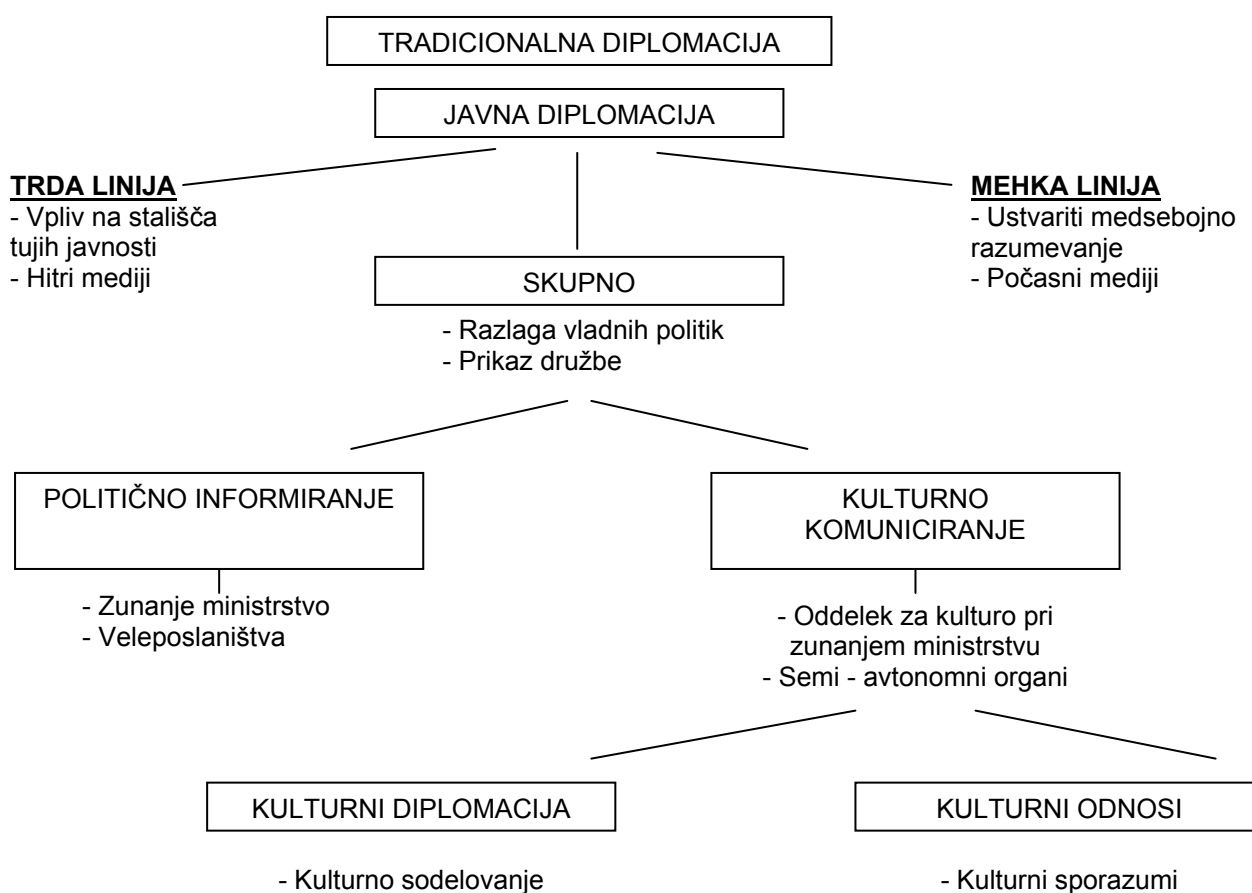 TRADICIONALNA DIPLOMACIJA
JAVNA DIPLOMACIJA
TRDA LINIJA
- Vpliv na stališča
tujih javnosti
- Hitri mediji
MEHKA LINIJA
- Ustvariti medsebojno
razumevanje
- Počasni mediji
SKUPNO
- Razlaga vladnih politik
- Prikaz družbe
POLITIČNO INFORMIRANJE
- Zunanje ministrstvo
- Veleposlaništva
KULTURNO
KOMUNICIRANJE
- Oddelek za kulturo pri
zunanjem ministrstvu
- Semi - avtonomni organi
KULTURNI DIPLOMACIJA
- Kulturno sodelovanje
KULTURNI ODNOSI
- Kulturni sporazumi